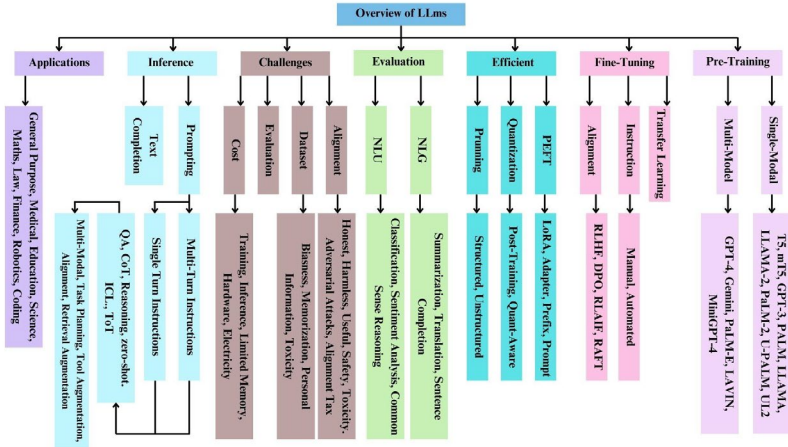 Overview of LLms
Applications
Inference
Challenges
Evaluation
Efficient
Fine-Tuning
Pre-Training
General Purpose, Medical, Education, Science,
Maths, Law, Finance, Robotics, Coding
Text
Completion
Prompting
Cost
Evaluation
Dataset
Alignment
NLU
NLG
Prunning
Quantization
PEFT
Alignment
Instruction
Transfer Learning
Multi-Model
Single-Modal
Multi-Modal, Task Planning, Tool Augmentation,
Alignment, Retrieval Augmentation
QA, CoT, Reasoning, zero-shot,
ICL, ToT
Single Turn Instructions
Multi-Turn Instructions
Training, Inference, Limited Memory,
Hardware, Electricity
Biasness, Memorization, Personal
Information, Toxicity
Honest, Harmless, Useful, Safety, Toxicity,
Adversarial Attacks, Alignment Tax
Classification, Sentiment Analysis, Common
Sense Reasoning
Summarization, Translation, Sentence
Completion
Structured, Unstructured
Post-Training, Quant-Aware
LoRA, Adapter, Prefix, Prompt
RLHF, DPO, RLAIF, RAFT
Manual, Automated
GPT-4, Gemini, PaLM-E, LAVIN,
MiniGPT-4
T5, mT5, GPT-3, PALM, LLAMA,
LLAMA-2, PaLM-2, U-PALM, UL2